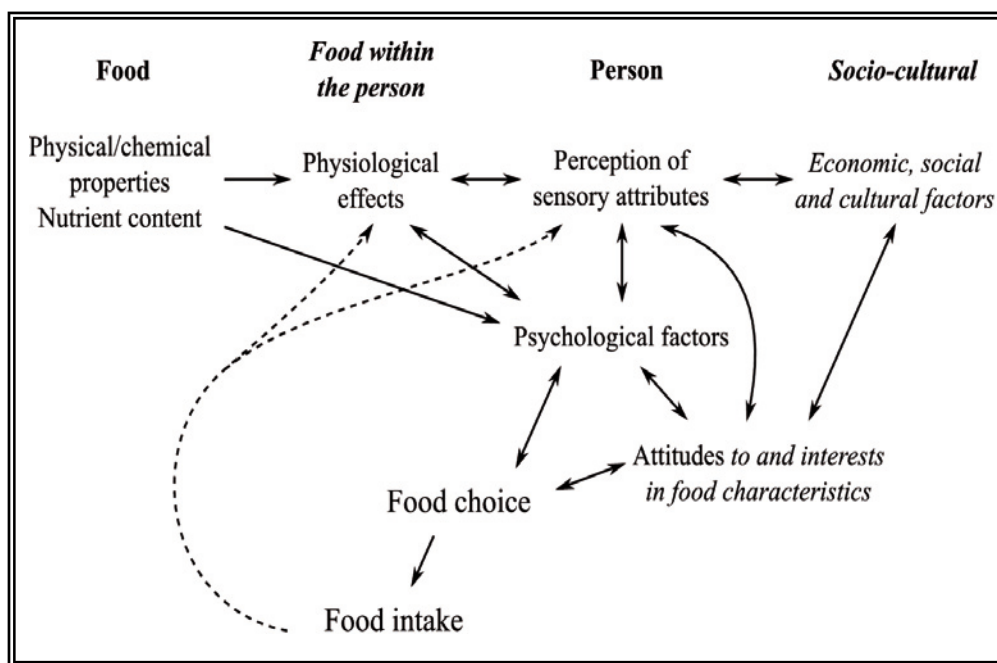 Food
Food within
the person
Person
Socio-cultural
Physical/chemical
properties
Nutrient content
Physiological
effects
Perception of
sensory attributes
Economic, social
and cultural factors
Psychological factors
Attitudes to and interests
in food characteristics
Food choice
Food intake